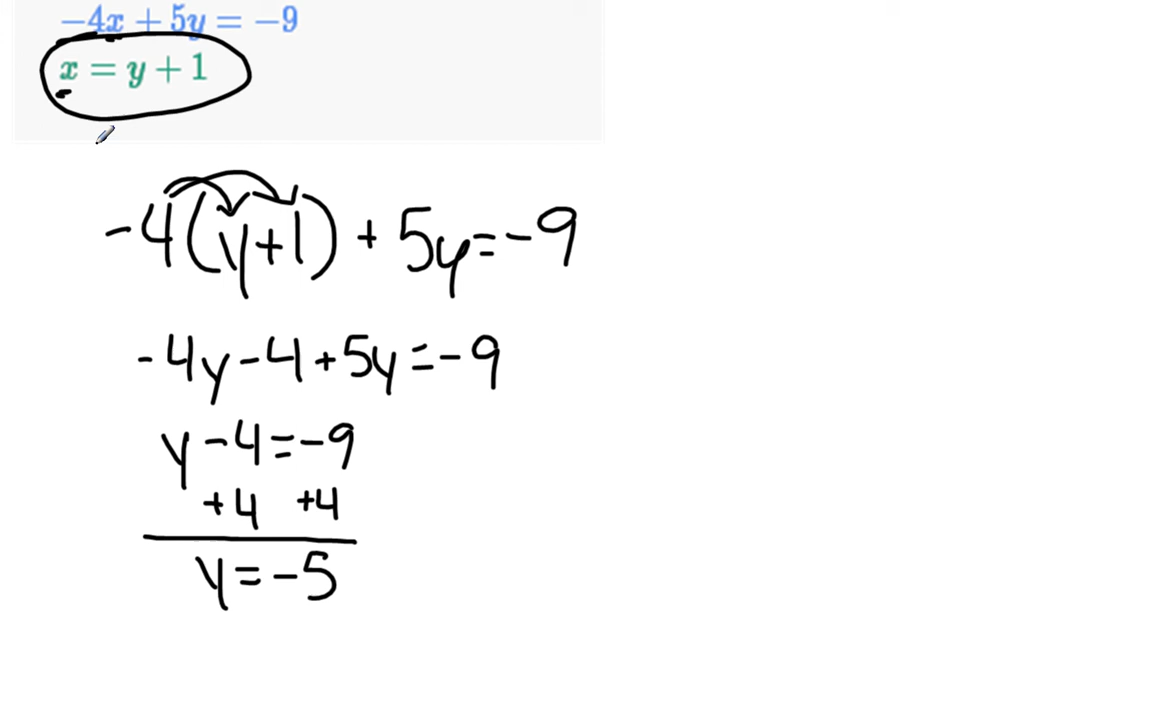 −4x + 5y = −9
x = y + 1
-4(y+1) + 5y = -9
-4y - 4 + 5y = -9
y - 4 = -9
+4 +4
y = -5